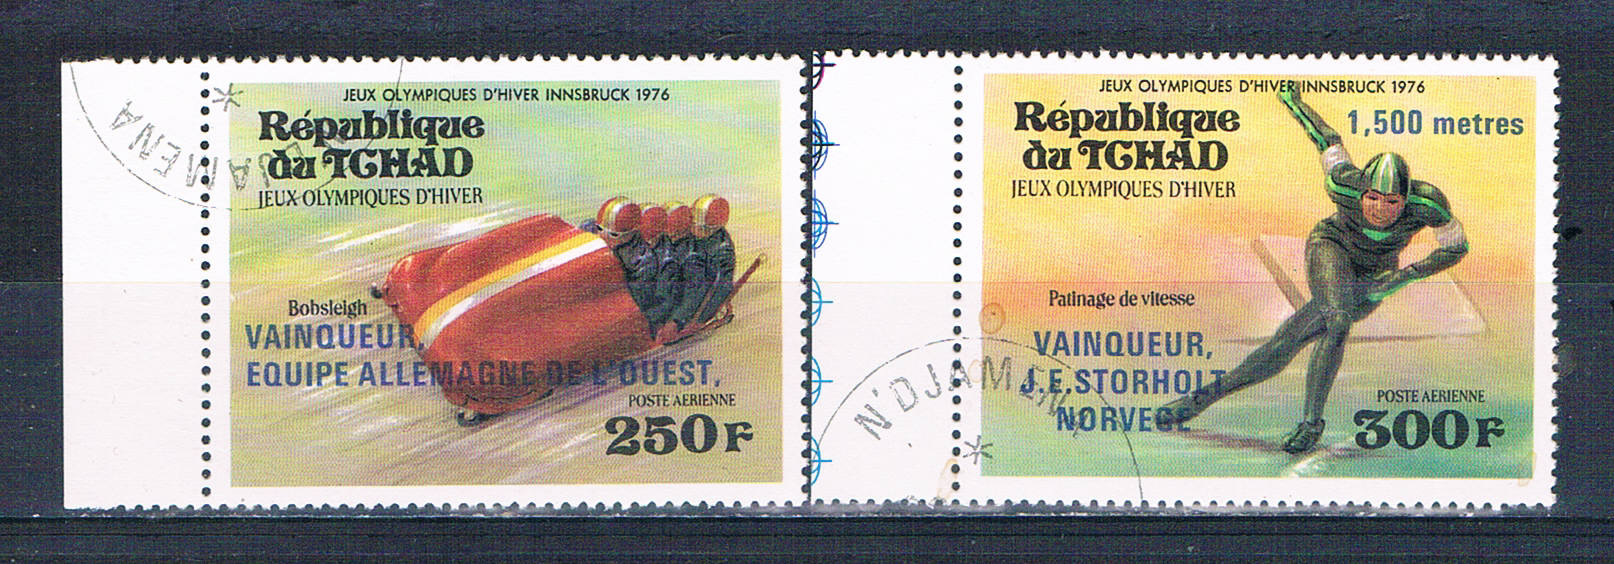 JEUX OLYMPIQUES D'HIVER INNSBRUCK 1976
République
du TCHAD
JEUX OLYMPIQUES D'HIVER
Bobsleigh
VAINQUEUR,
EQUIPE ALLEMAGNE DE L'OUEST,
POSTE AERIENNE
250F
N'DJAMENA
JEUX OLYMPIQUES D'HIVER INNSBRUCK 1976
République
du TCHAD
1,500 metres
JEUX OLYMPIQUES D'HIVER
Patinage de vitesse
VAINQUEUR,
J.E.STORHOLT
NORVEGE
POSTE AERIENNE
300F
N'DJAMEN